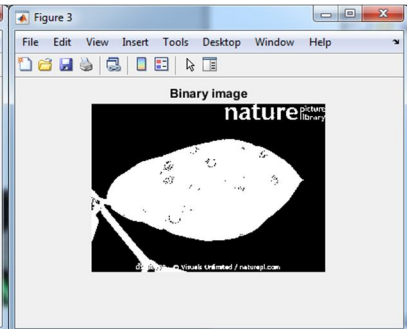 Figure 3
File Edit View Insert Tools Desktop Window Help
Binary image
nature picture library
© Visuals Unlimited / naturepl.com